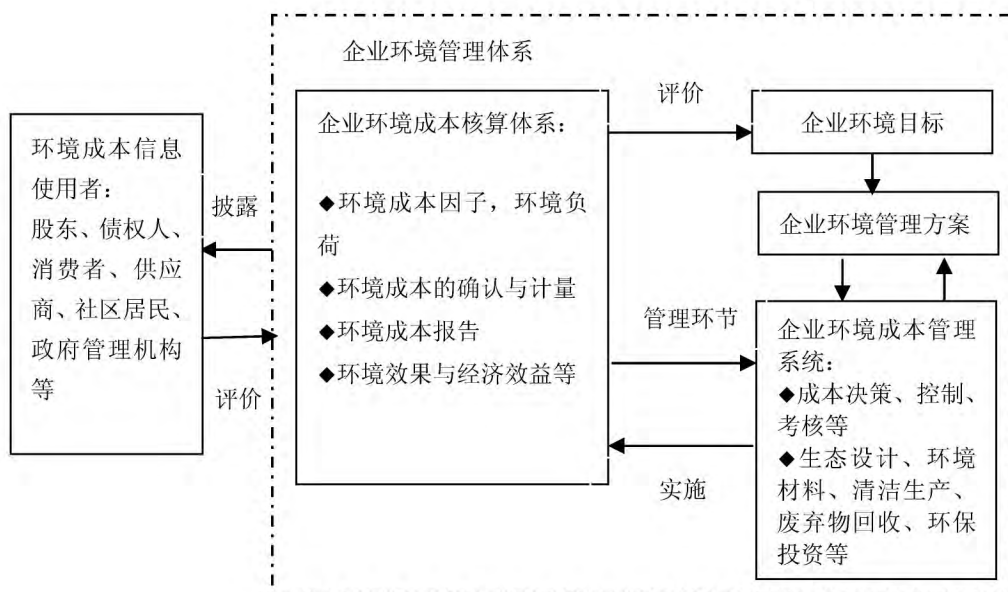 企业环境管理体系
环境成本信息
使用者：
股东、债权人、
消费者、供应
商、社区居民、
政府管理机构
等
披露
评价
企业环境成本核算体系：
◆环境成本因子，环境负
荷
◆环境成本的确认与计量
◆环境成本报告
◆环境效果与经济效益等
评价
管理环节
实施
企业环境目标
企业环境管理方案
企业环境成本管理
系统：
◆成本决策、控制、
考核等
◆生态设计、环境
材料、清洁生产、
废弃物回收、环保
投资等